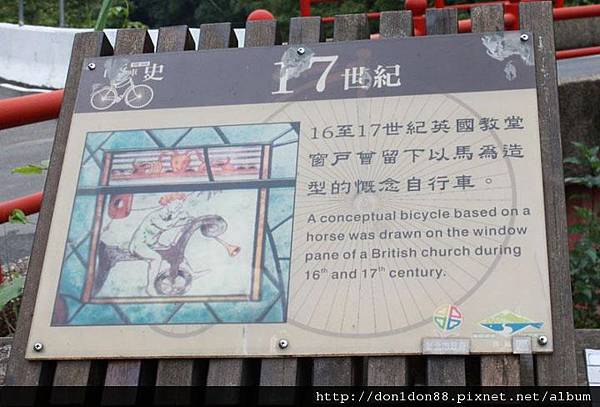 史
17世紀
16至17世紀英國教堂
窗戶曾留下以馬為造
型的慨念自行車。
A conceptual bicycle based on a
horse was drawn on the window
pane of a British church during
16th and 17th century.
http://don1don88.pixnet.net/album